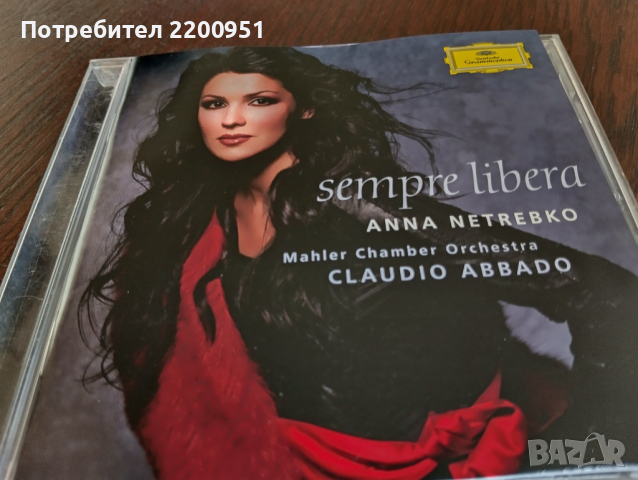 Потребител 2200951
Deutsche
Grammophon
sempre libera
ANNA NETREBKO
Mahler Chamber Orchestra
CLAUDIO ABBADO
BAZAR